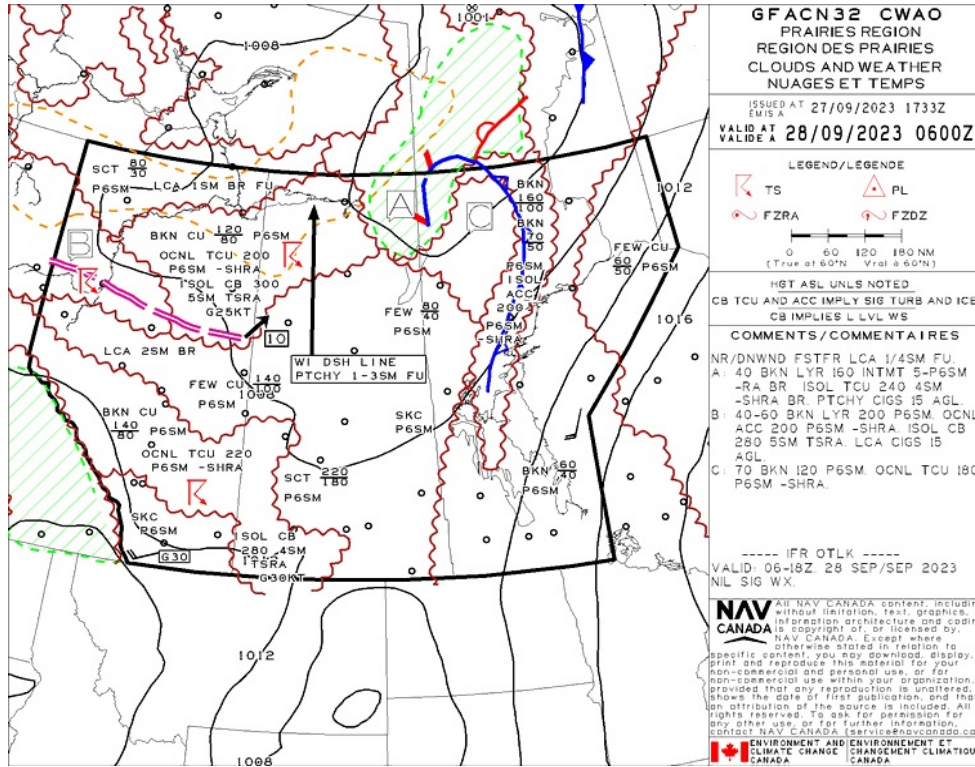 GFACN32 CWAO
PRAIRIES REGION
REGION DES PRAIRIES
CLOUDS AND WEATHER
NUAGES ET TEMPS
ISSUED AT
EMIS A
27/09/2023 1733Z
VALID AT
VALIDE A
28/09/2023 0600Z
LEGEND/LEGENDE
TS
PL
FZRA
FZDZ
0 60 120 180 NM
(True at 60°N Vrai à 60°N)
HGT ASL UNLS NOTED
CB TCU AND ACC IMPLY SIG TURB AND ICE
CB IMPLIES LLVL WS
COMMENTS/COMMENTAIRES
NR/DNWND FSTFR LCA 1/4SM FU.
A: 40 BKN LYR 160 INTMT 5-P6SM
-RA BR. ISOL TCU 240 4SM
-SHRA BR. PTCHY CIGS 15 AGL.
B: 40-60 BKN LYR 200 P6SM. OCNL
ACC 200 P6SM -SHRA. ISOL CB
280 5SM TSRA. LCA CIGS 15
AGL.
C: 70 BKN 120 P6SM. OCNL TCU 180
P6SM -SHRA.
----- IFR OTLK -----
VALID: 06-18Z 28 SEP/SEP 2023
NIL SIG WX.
NAV
CANADA
All NAV CANADA content, includin
without limitation, text, graphics,
information architecture and codin
is copyright of, or licensed by,
NAV CANADA. Except where
otherwise stated in relation to
specific content, you may download, display,
print and reproduce this material for your
non-commercial and personal use, or for
non-commercial use within your organization,
provided that any reproduction is unaltered,
shows the date of first publication, and tha
an attribution of the source is included. All
rights reserved. To ask for permission for
any other use, or for further information,
contact NAV CANADA (service@navcanada.ca
ENVIRONMENT AND
CLIMATE CHANGE
CANADA
ENVIRONNEMENT ET
CHANGEMENT CLIMATIQU
CANADA
1001
1008
1012
1016
SCT 80
30
P6SM
LCA 1SM BR FU
A
B
C
BKN CU 120
80 P6SM
OCNL TCU 200
P6SM -SHRA
ISOL CB 300
5SM TSRA
G25KT
10
LCA 2SM BR
WI DSH LINE
PTCHY 1-3SM FU
FEW 80
40
P6SM
BKN
160
100
BKN
70
50
P6SM
ISOL
ACC
200
P6SM
-SHRA
FEW CU
60
50 P6SM
FEW CU 140
100
P6SM
1008
BKN CU
140
80 P6SM
OCNL TCU 220
P6SM -SHRA
SKC
P6SM
SCT 220
180
P6SM
BKN 60
40
P6SM
SKC
P6SM
G30
ISOL CB
280 4SM
TSRA
G30KT
1012
1008